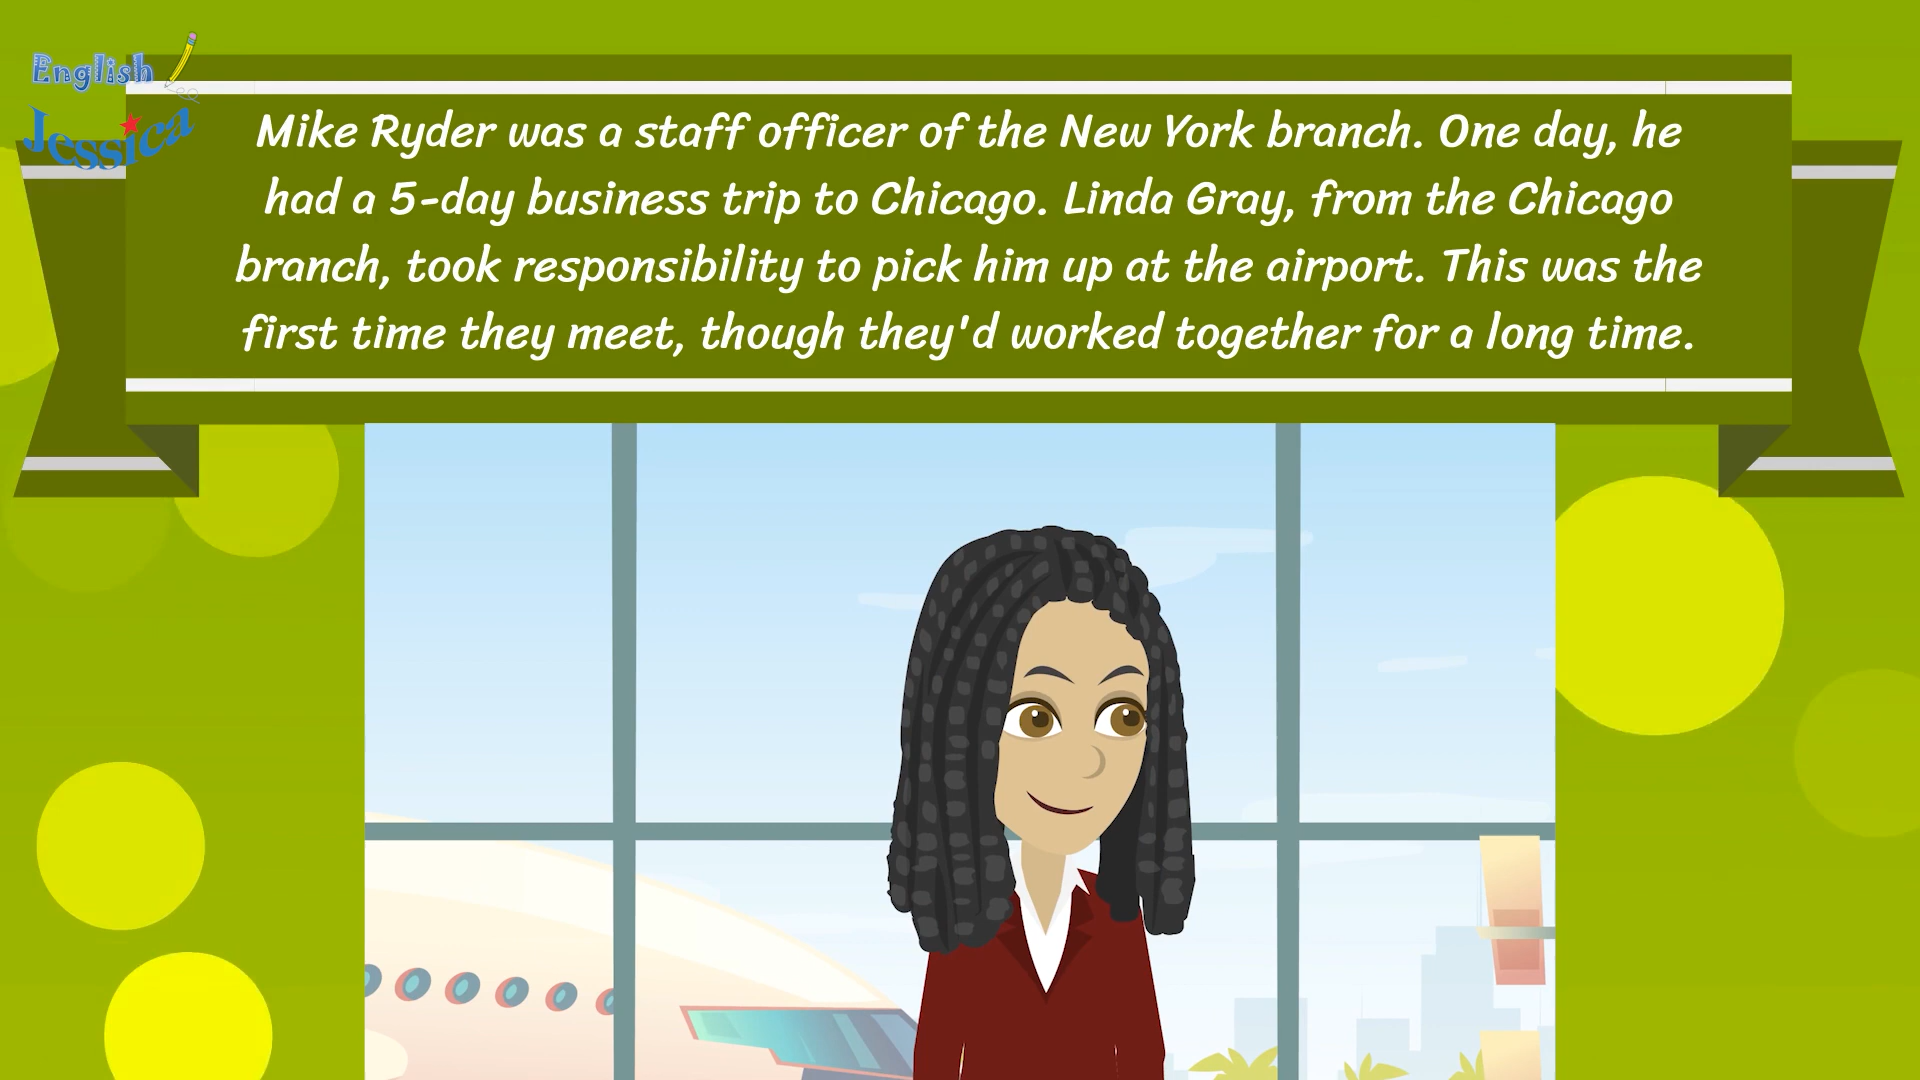 English
Jessica
Mike Ryder was a staff officer of the New York branch. One day, he
had a 5-day business trip to Chicago. Linda Gray, from the Chicago
branch, took responsibility to pick him up at the airport. This was the
first time they meet, though they'd worked together for a long time.